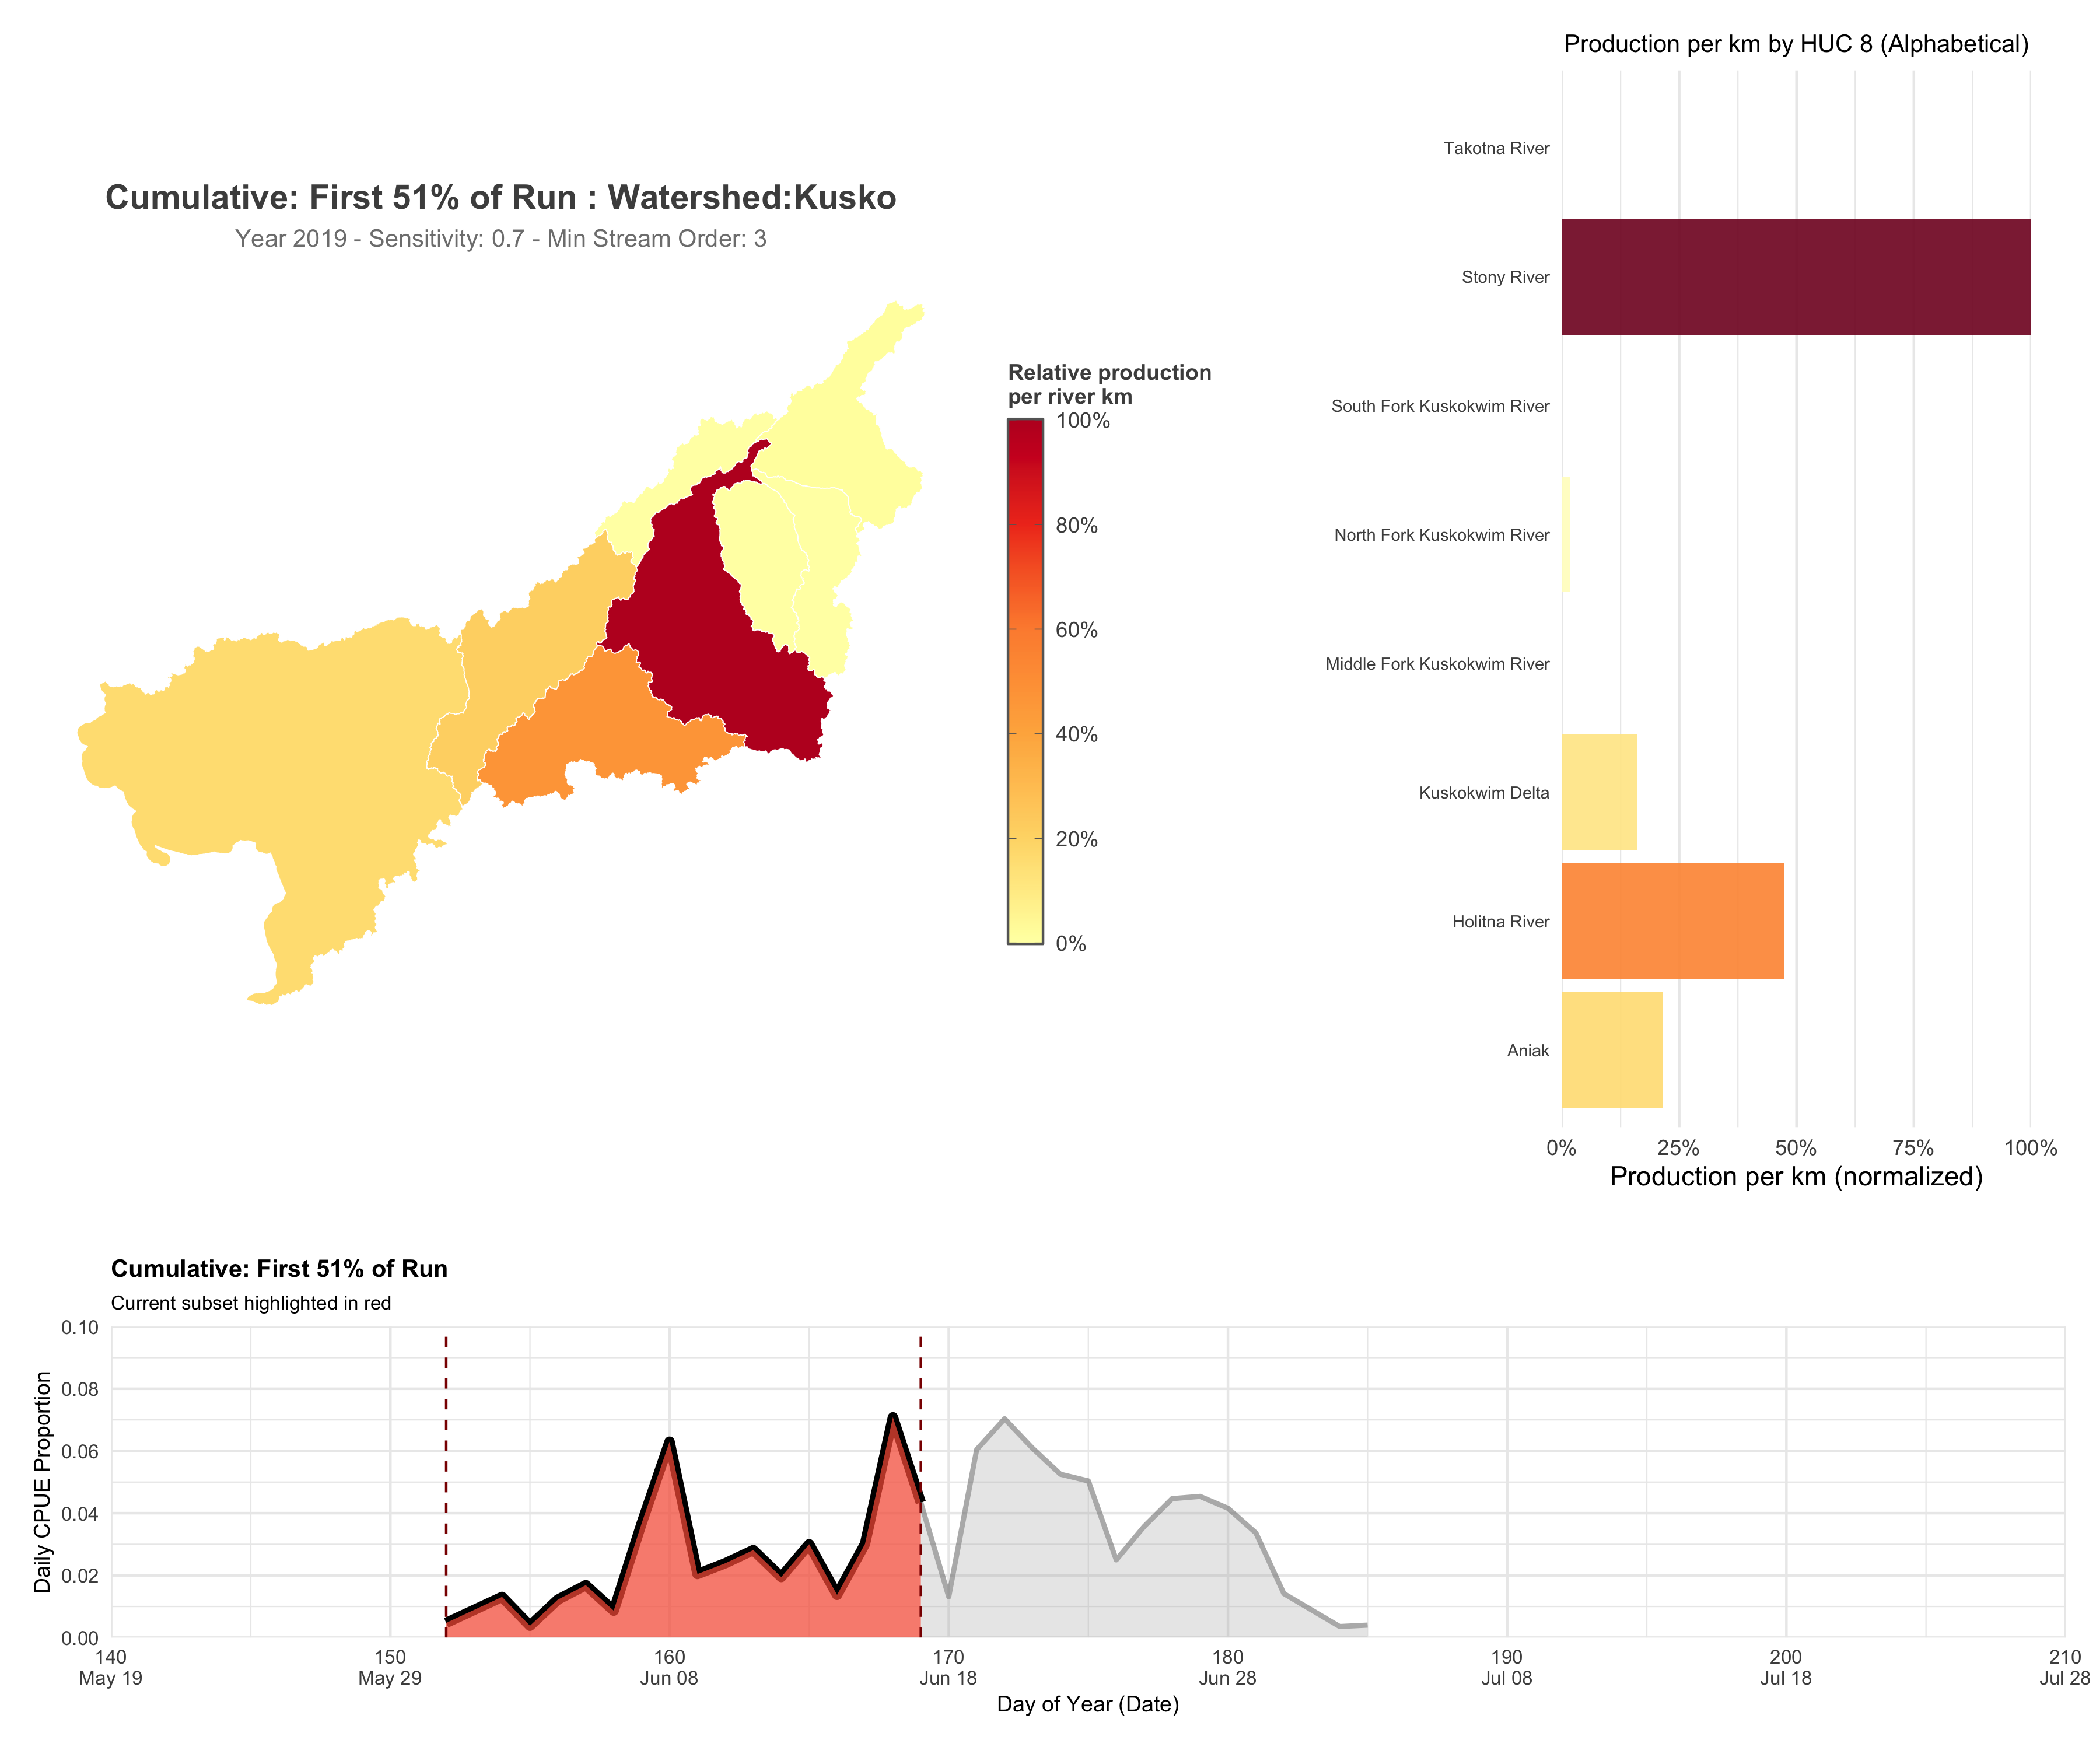 Production per km by HUC 8 (Alphabetical)
Takotna River
Stony River
South Fork Kuskokwim River
North Fork Kuskokwim River
Middle Fork Kuskokwim River
Kuskokwim Delta
Holitna River
Aniak
0%
25%
50%
75%
100%
Production per km (normalized)
Cumulative: First 51% of Run : Watershed:Kusko
Year 2019 - Sensitivity: 0.7 - Min Stream Order: 3
Relative production
per river km
100%
80%
60%
40%
20%
0%
Cumulative: First 51% of Run
Current subset highlighted in red
Daily CPUE Proportion
0.10
0.08
0.06
0.04
0.02
0.00
140
May 19
150
May 29
160
Jun 08
170
Jun 18
180
Jun 28
190
Jul 08
200
Jul 18
210
Jul 28
Day of Year (Date)